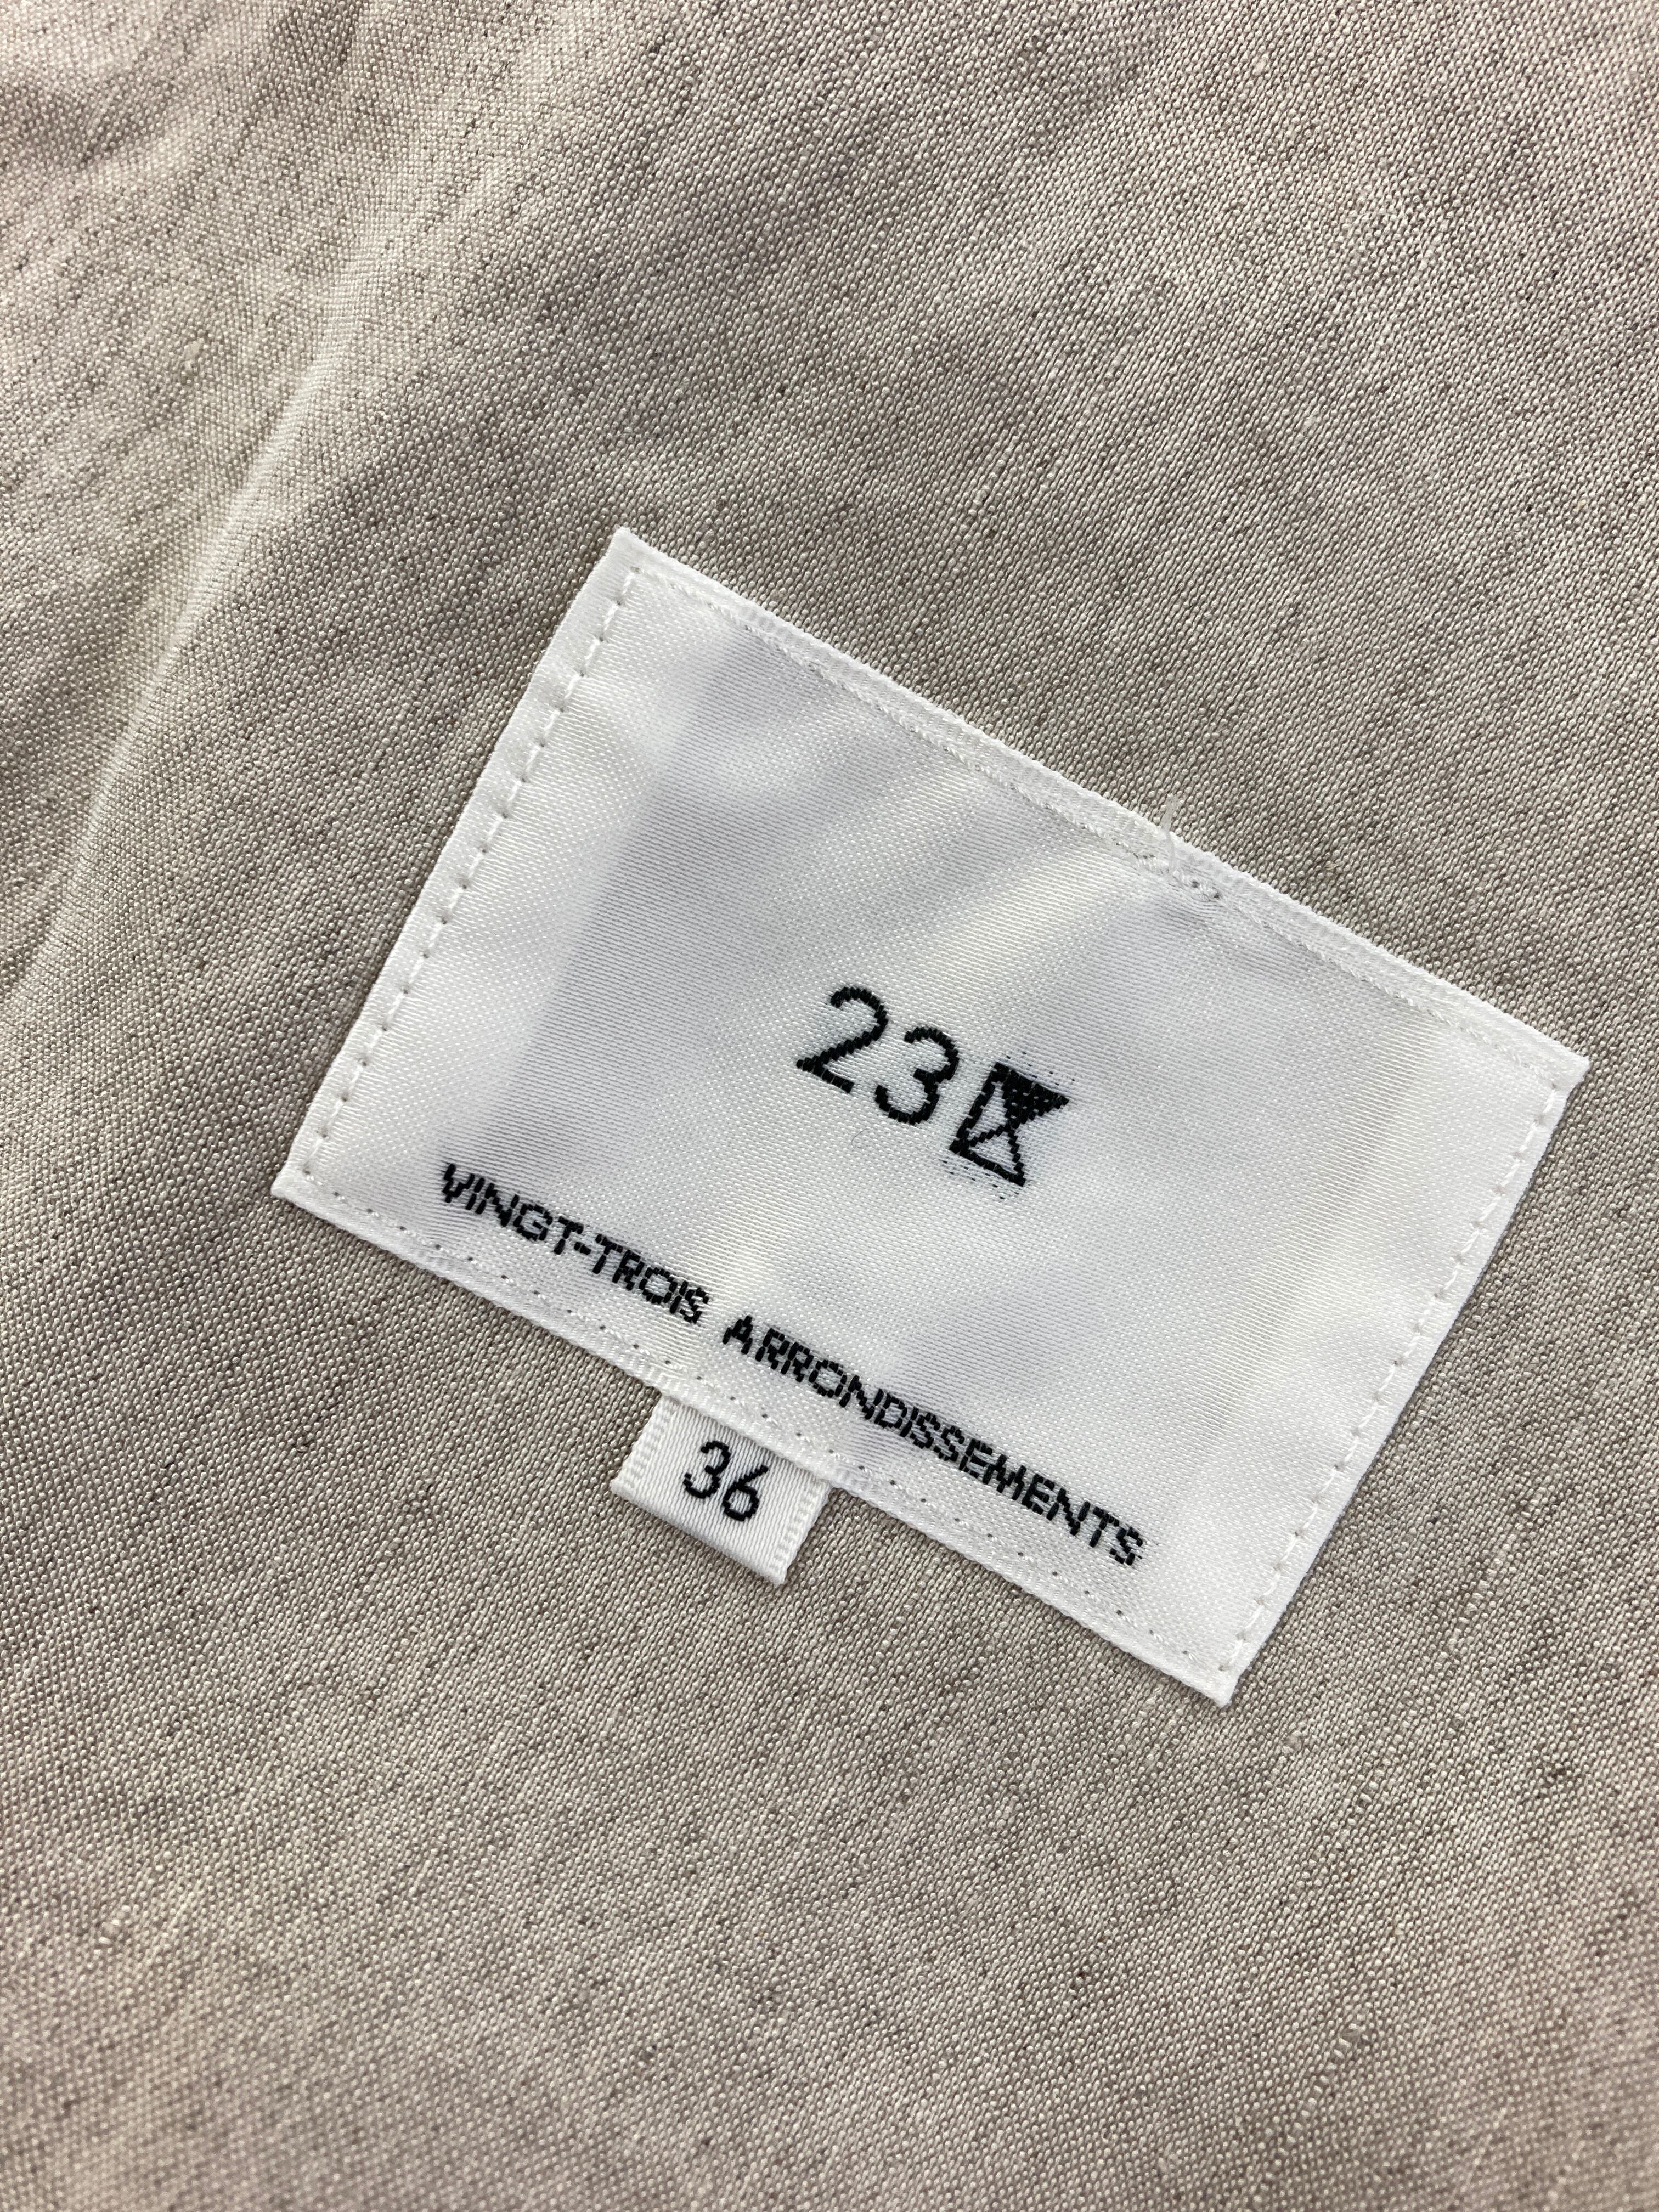 23区
VINGT-TROIS ARRONDISSEMENTS
36